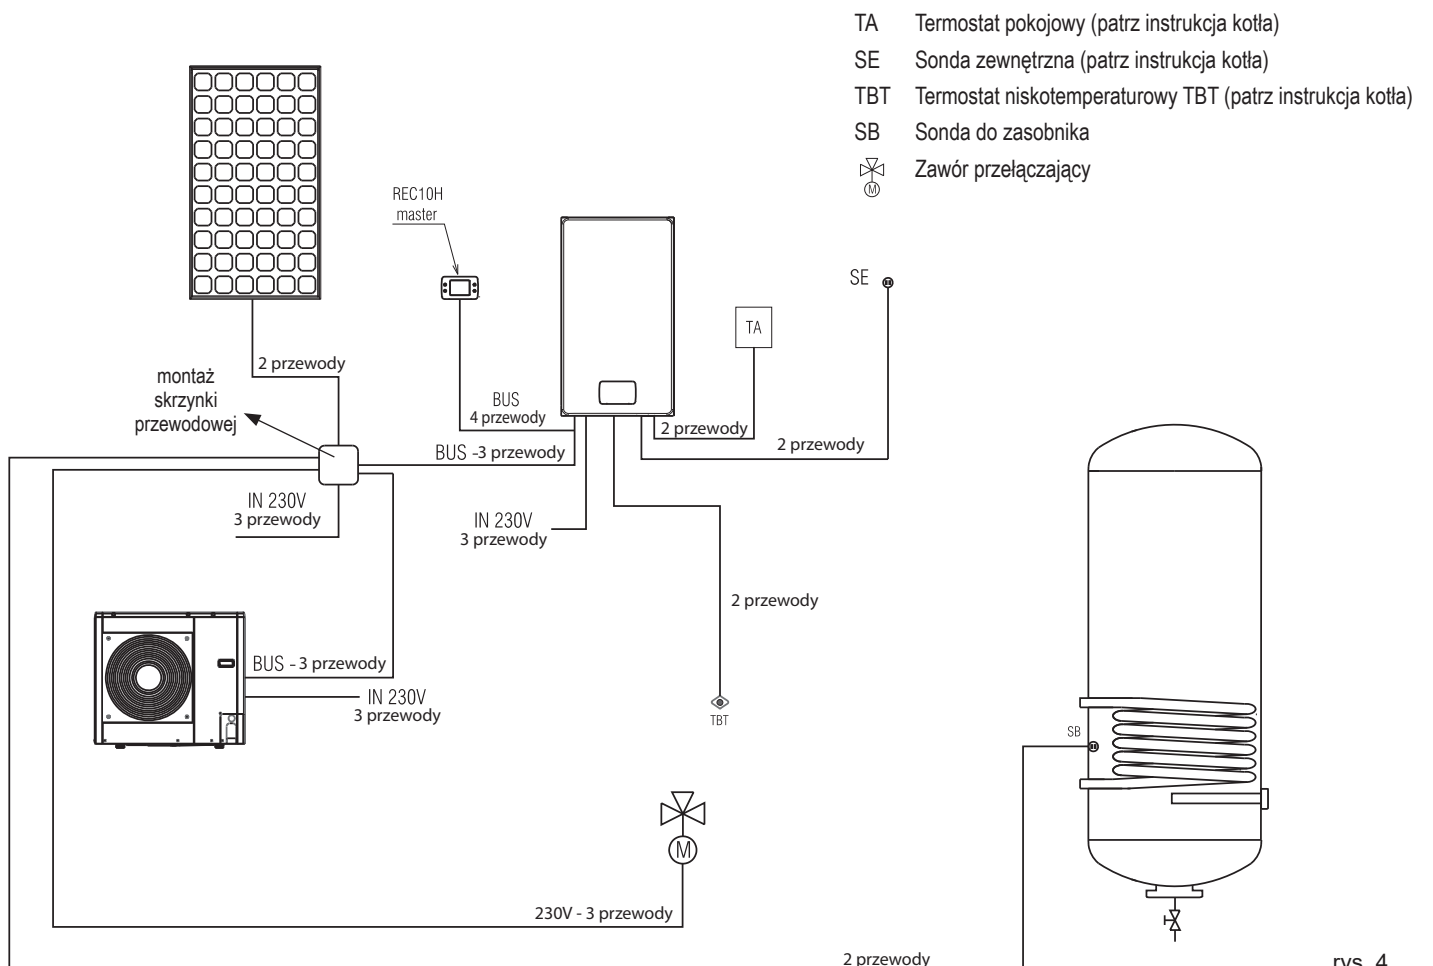 TA Termostat pokojowy (patrz instrukcja kotła)
SE Sonda zewnętrzna (patrz instrukcja kotła)
TBT Termostat niskotemperaturowy TBT (patrz instrukcja kotła)
SB Sonda do zasobnika
M Zawór przełączający
REC10H
master
SE
TA
2 przewody
montaż
skrzynki
przewodowej
BUS
4 przewody
2 przewody
2 przewody
BUS -3 przewody
IN 230V
3 przewody
IN 230V
3 przewody
2 przewody
BUS - 3 przewody
IN 230V
3 przewody
TBT
SB
M
230V - 3 przewody
2 przewody
rys. 4